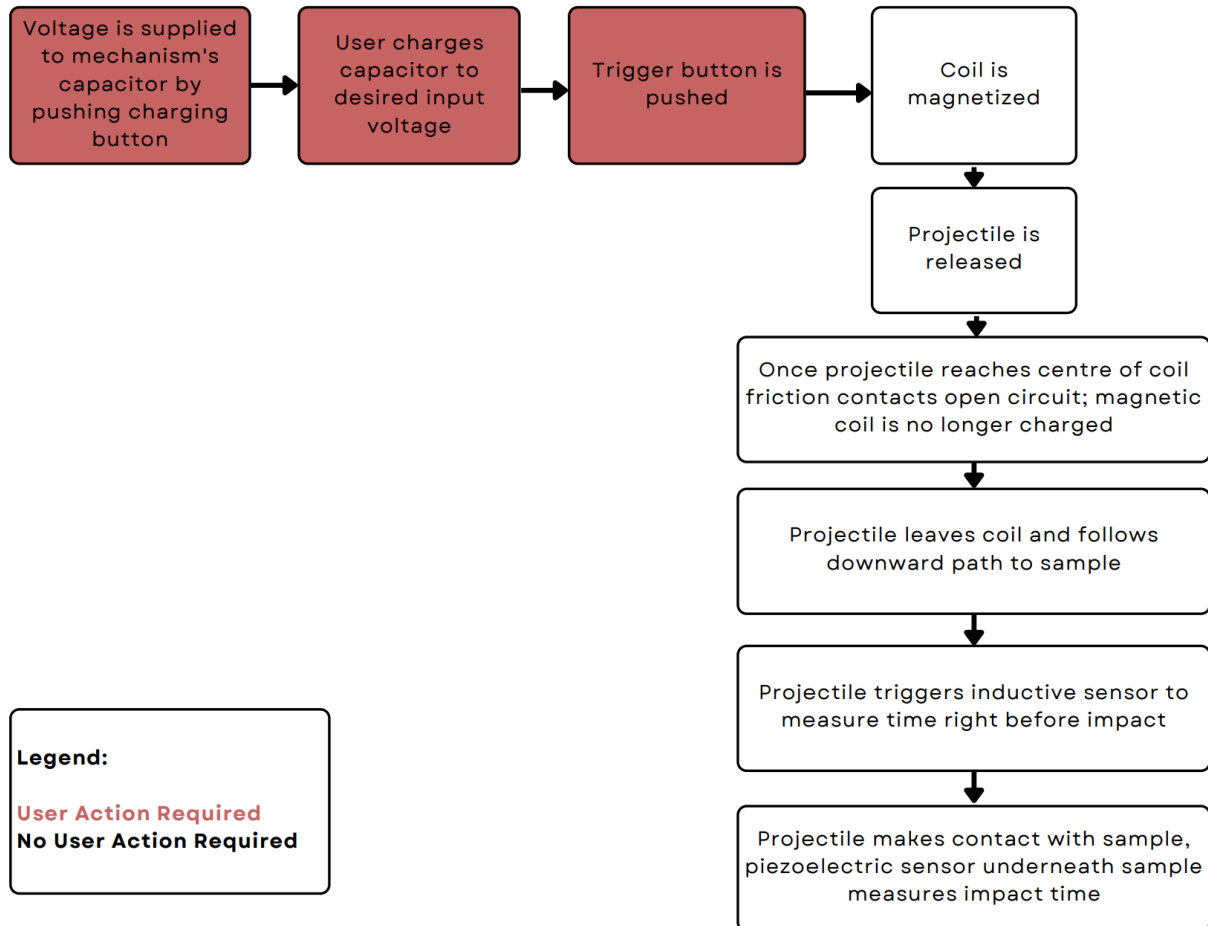 Voltage is supplied
to mechanism's
capacitor by
pushing charging
button
User charges
capacitor to
desired input
voltage
Trigger button is
pushed
Coil is
magnetized
Projectile is
released
Once projectile reaches centre of coil
friction contacts open circuit; magnetic
coil is no longer charged
Projectile leaves coil and follows
downward path to sample
Projectile triggers inductive sensor to
measure time right before impact
Projectile makes contact with sample,
piezoelectric sensor underneath sample
measures impact time
Legend:
User Action Required
No User Action Required